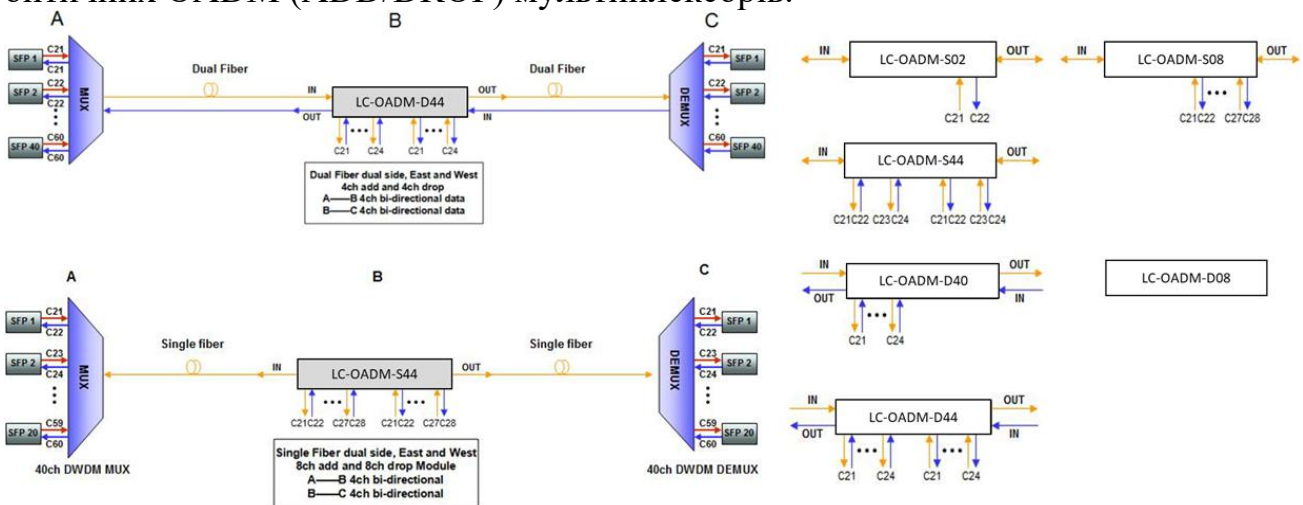 оптичних OADM (ADD/DROP) мультиплексорів.
A
B
C
SFP 1
C21
C21
SFP 2
C22
C22
SFP 40
C60
C60
MUX
Dual Fiber
IN
OUT
LC-OADM-D44
OUT
IN
C21
C24
C21
C24
Dual Fiber
DEMUX
C21
C21
SFP 1
C22
C22
SFP 2
C60
C60
SFP 40
Dual Fiber dual side, East and West
4ch add and 4ch drop
A——B 4ch bi-directional data
B——C 4ch bi-directional data
IN
LC-OADM-S02
OUT
C21
C22
IN
LC-OADM-S08
OUT
C21C22
C27C28
IN
LC-OADM-S44
OUT
C21C22
C23C24
C21C22
C23C24
IN
LC-OADM-D40
OUT
OUT
IN
C21
C24
LC-OADM-D08
IN
LC-OADM-D44
OUT
OUT
IN
C21
C24
C21
C24
A
B
C
SFP 1
C21
C22
SFP 2
C23
C24
SFP 20
C59
C60
MUX
40ch DWDM MUX
Single fiber
IN
LC-OADM-S44
OUT
C21C22
C27C28
C21C22
C27C28
Single fiber
DEMUX
C21
C22
SFP 1
C23
C24
SFP 2
C59
C60
SFP 20
40ch DWDM DEMUX
Single Fiber dual side, East and West
8ch add and 8ch drop Module
A——B 4ch bi-directional
B——C 4ch bi-directional